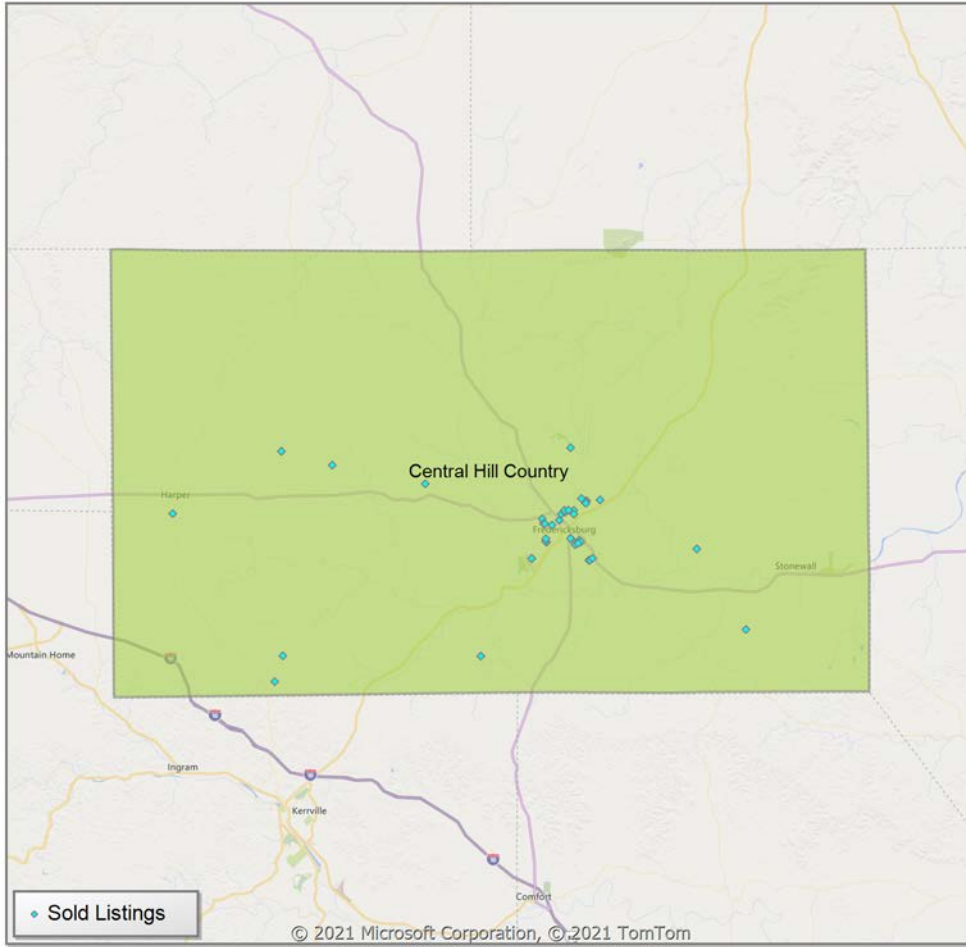 Central Hill Country
Harper
Fredericksburg
Stonewall
Mountain Home
Ingram
Kerrville
Comfort
Sold Listings
© 2021 Microsoft Corporation, © 2021 TomTom